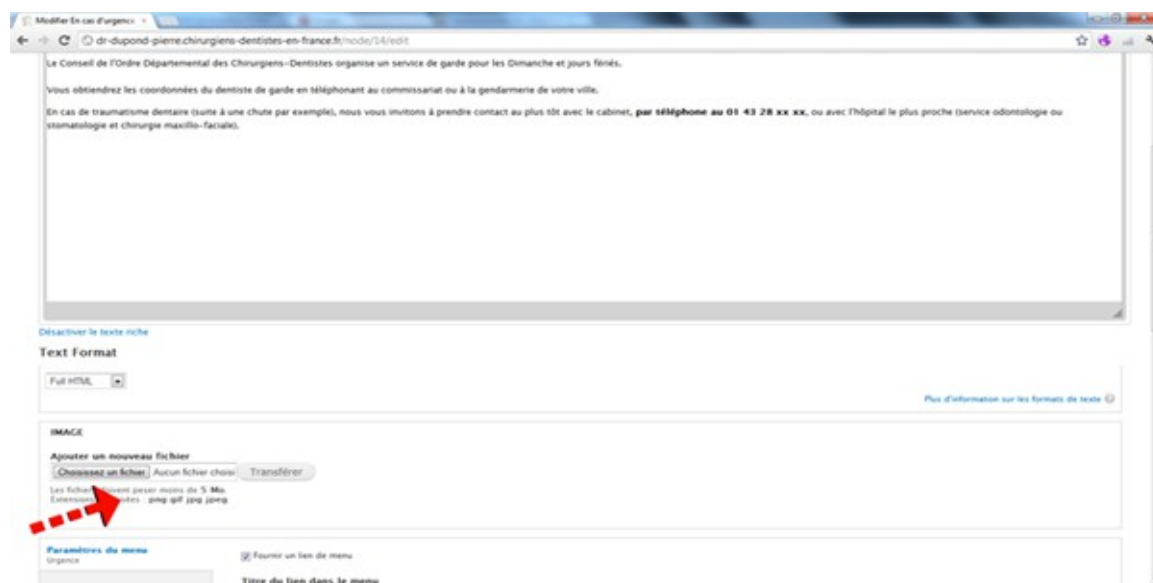 Modifier En cas d'urgence
dr-dupond-pierre.chirurgiens-dentistes-en-france.fr/node/14/edit
Le Conseil de l'Ordre Départemental des Chirurgiens-Dentistes organise un service de garde pour les Dimanche et jours fériés.
Vous obtiendrez les coordonnées du dentiste de garde en téléphonant au commissariat ou à la gendarmerie de votre ville.
En cas de traumatisme dentaire (suite à une chute par exemple), nous vous invitons à prendre contact au plus tôt avec le cabinet, par téléphone au 01 43 28 xx xx, ou avec l'hôpital le plus proche (service odontologie ou
stomatologie et chirurgie maxillo-faciale).
Désactiver le texte riche
Text Format
Full HTML
Plus d'information sur les formats de texte
IMAGE
Ajouter un nouveau fichier
Choisissez un fichier Aucun fichier choisi Transférer
Les fichiers doivent peser moins de 5 Mo.
Extensions : png gif jpg jpeg
Paramètres du menu
Urgence
Fournir un lien de menu
Titre du lien dans le menu